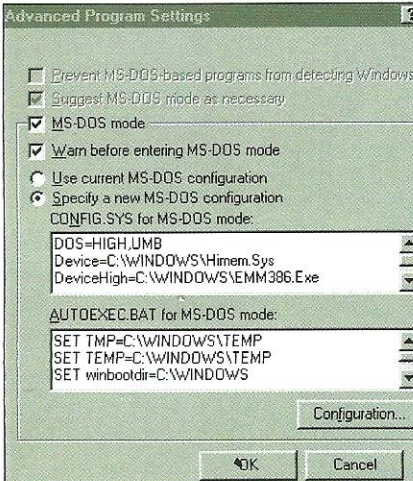 Advanced Program Settings
?
Prevent MS-DOS-based programs from detecting Windows
Suggest MS-DOS mode as necessary
MS-DOS mode
Warn before entering MS-DOS mode
Use current MS-DOS configuration
Specify a new MS-DOS configuration
CONFIG.SYS for MS-DOS mode:
DOS=HIGH,UMB
Device=C:\WINDOWS\Himem.Sys
DeviceHigh=C:\WINDOWS\EMM386.Exe
AUTOEXEC.BAT for MS-DOS mode:
SET TMP=C:\WINDOWS\TEMP
SET TEMP=C:\WINDOWS\TEMP
SET winbootdir=C:\WINDOWS
Configuration...
OK
Cancel